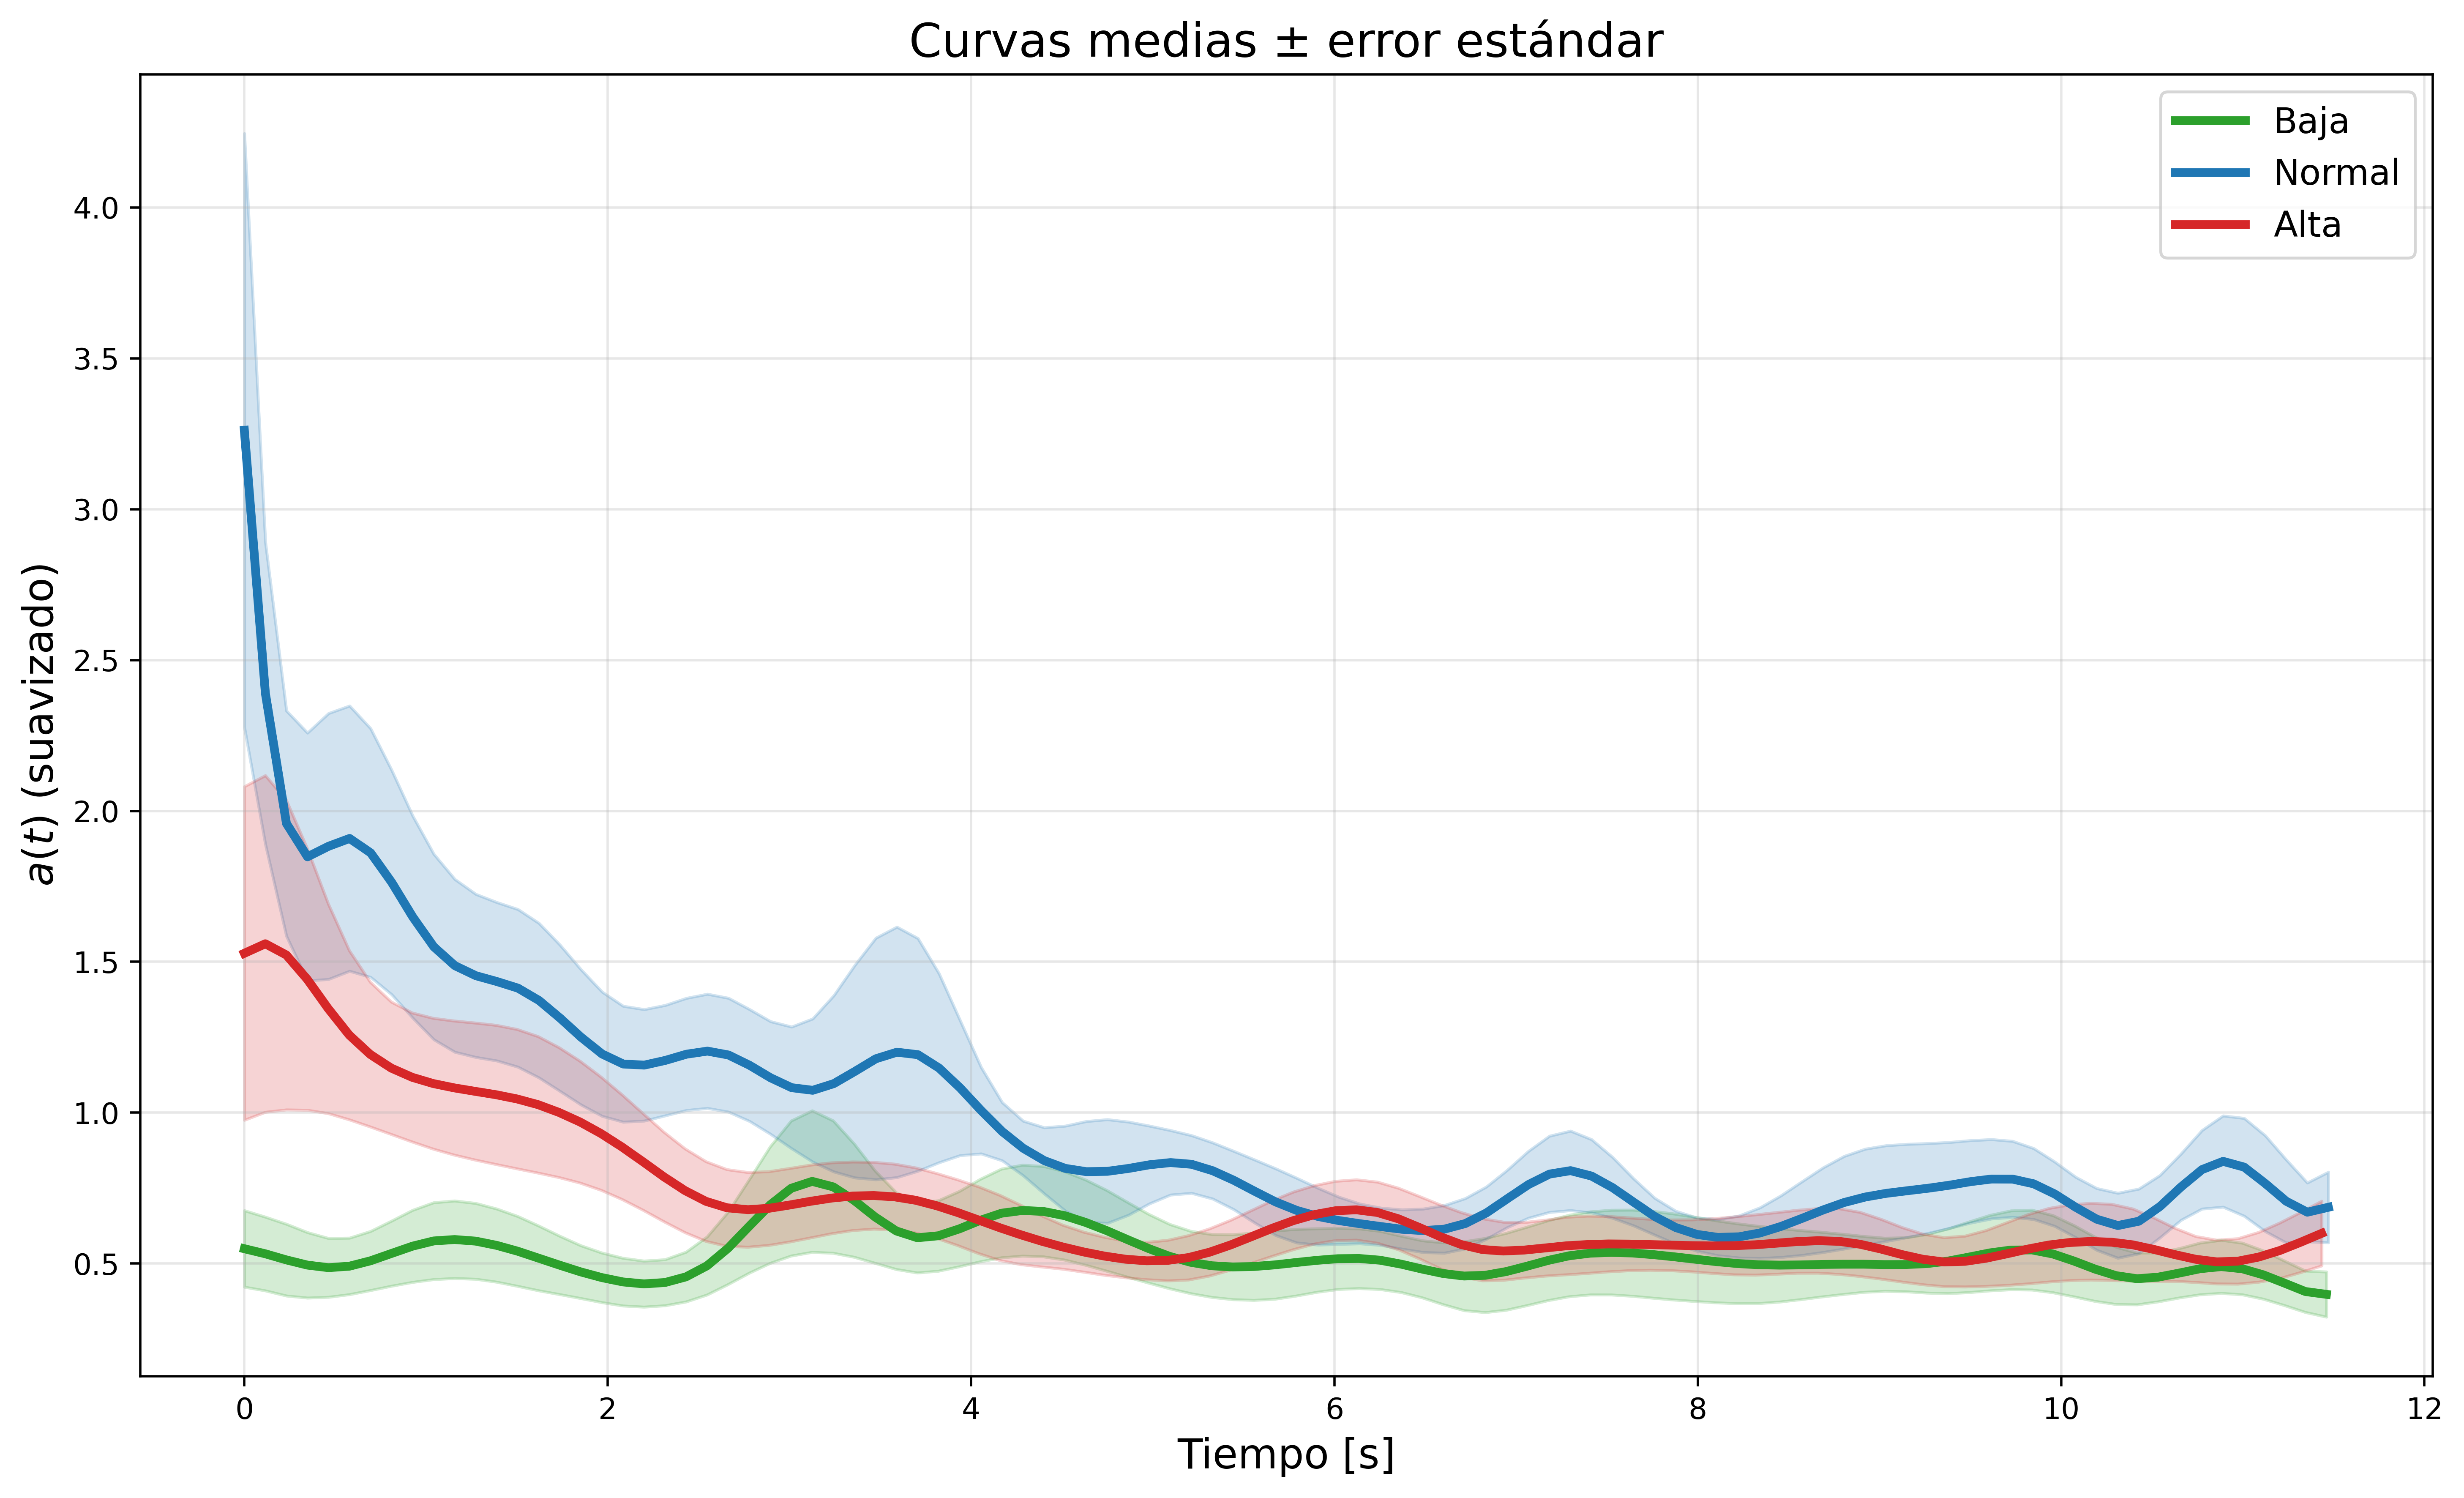 Curvas medias ± error estándar
Baja
Normal
Alta
a(t) (suavizado)
4.0
3.5
3.0
2.5
2.0
1.5
1.0
0.5
0 2 4 6 8 10 12
Tiempo [s]